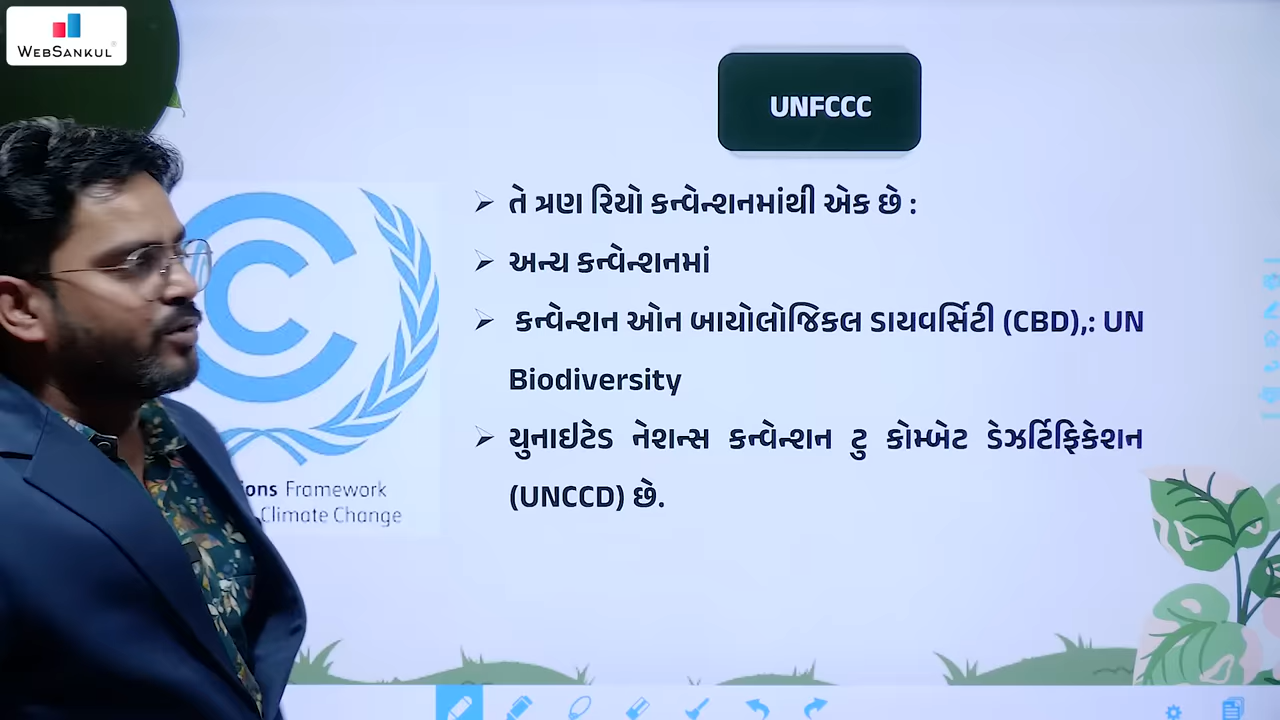 WEBSANKUL
UNFCCC
➢ તે ત્રણ રિયો કન્વેન્શનમાંથી એક છે :
➢ અન્ય કન્વેન્શનમાં
➢ કન્વેન્શન ઓન બાયોલોજિકલ ડાયવર્સિટી (CBD),: UN
Biodiversity
➢ યુનાઇટેડ નેશન્સ કન્વેન્શન ટુ કોમ્બેટ ડેઝર્ટિફિકેશન
(UNCCD) છે.
Framework
Climate Change